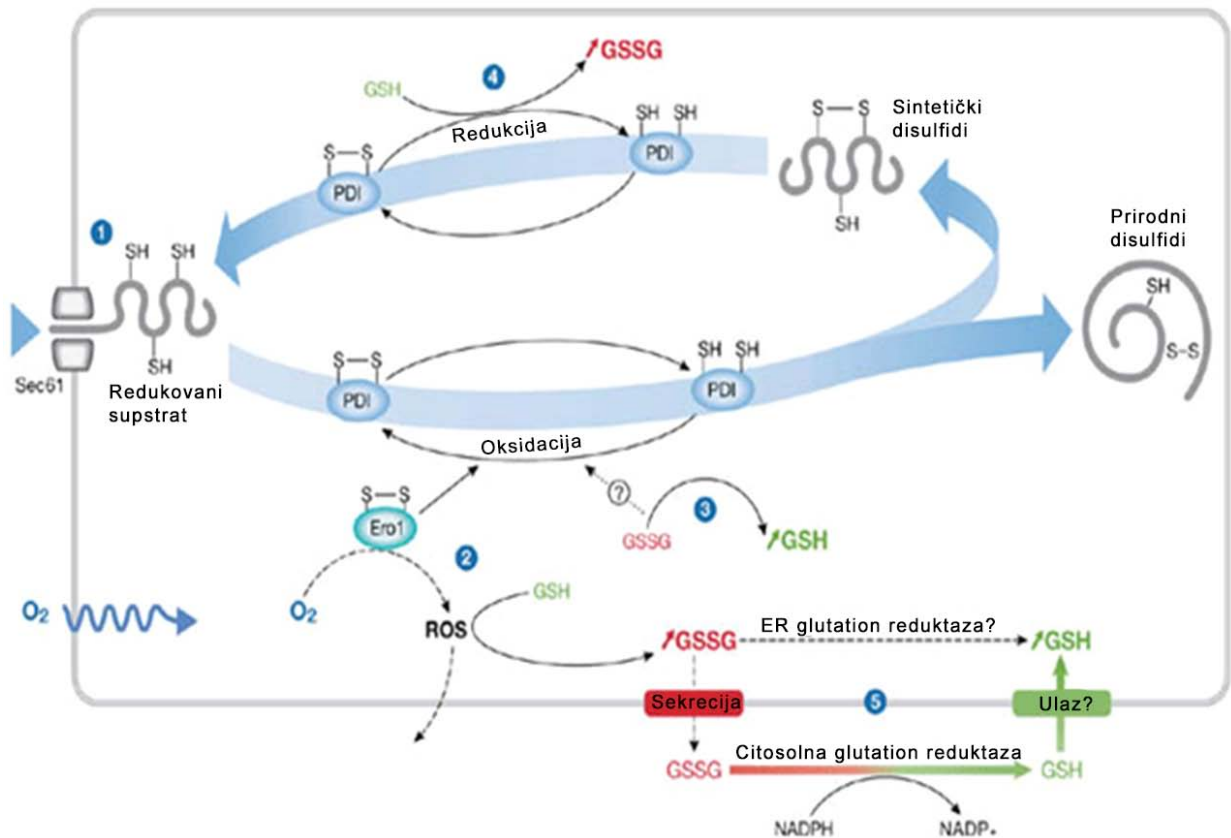 GSSG
4
GSH
Redukcija
S—S
PDI
SH SH
PDI
S—S
SH
Sintetički
disulfidi
Prirodni
disulfidi
SH
S-S
1
SH
SH
SH
Sec61
Redukovani
supstrat
S—S
PDI
SH SH
PDI
Oksidacija
S—S
Ero1
?
3
GSSG
GSH
2
GSH
O2
O2
ROS
GSSG
ER glutation reduktaza?
GSH
Sekrecija
5
Ulaz?
Citosolna glutation reduktaza
GSSG
GSH
NADPH
NADP+